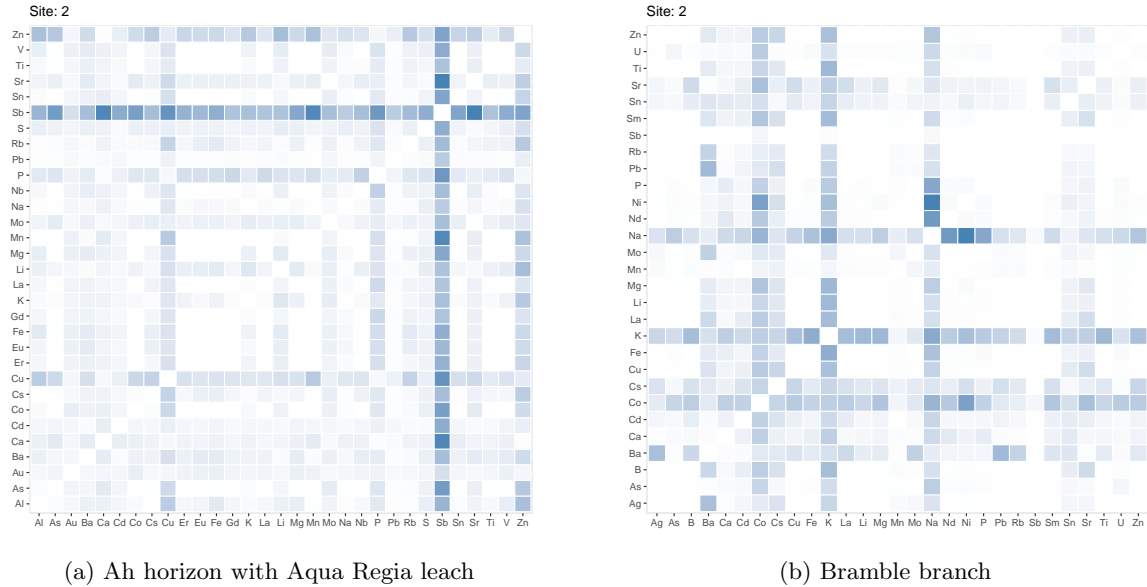 Site: 2
Zn
V
Ti
Sr
Sn
Sb
S
Rb
Pb
P
Nb
Na
Mo
Mn
Mg
Li
La
K
Gd
Fe
Eu
Er
Cu
Cs
Co
Cd
Ca
Ba
Au
As
Al
Al As Au Ba Ca Cd Co Cs Cu Er Eu Fe Gd K La Li Mg Mn Mo Na Nb P Pb Rb S Sb Sn Sr Ti V Zn
(a) Ah horizon with Aqua Regia leach
Site: 2
Zn
U
Ti
Sr
Sn
Sm
Sb
Rb
Pb
P
Ni
Nd
Na
Mo
Mn
Mg
Li
La
K
Fe
Cu
Cs
Co
Cd
Ca
Ba
B
As
Ag
Ag As B Ba Ca Cd Co Cs Cu Fe K La Li Mg Mn Mo Na Nd Ni P Pb Rb Sb Sm Sn Sr Ti U Zn
(b) Bramble branch